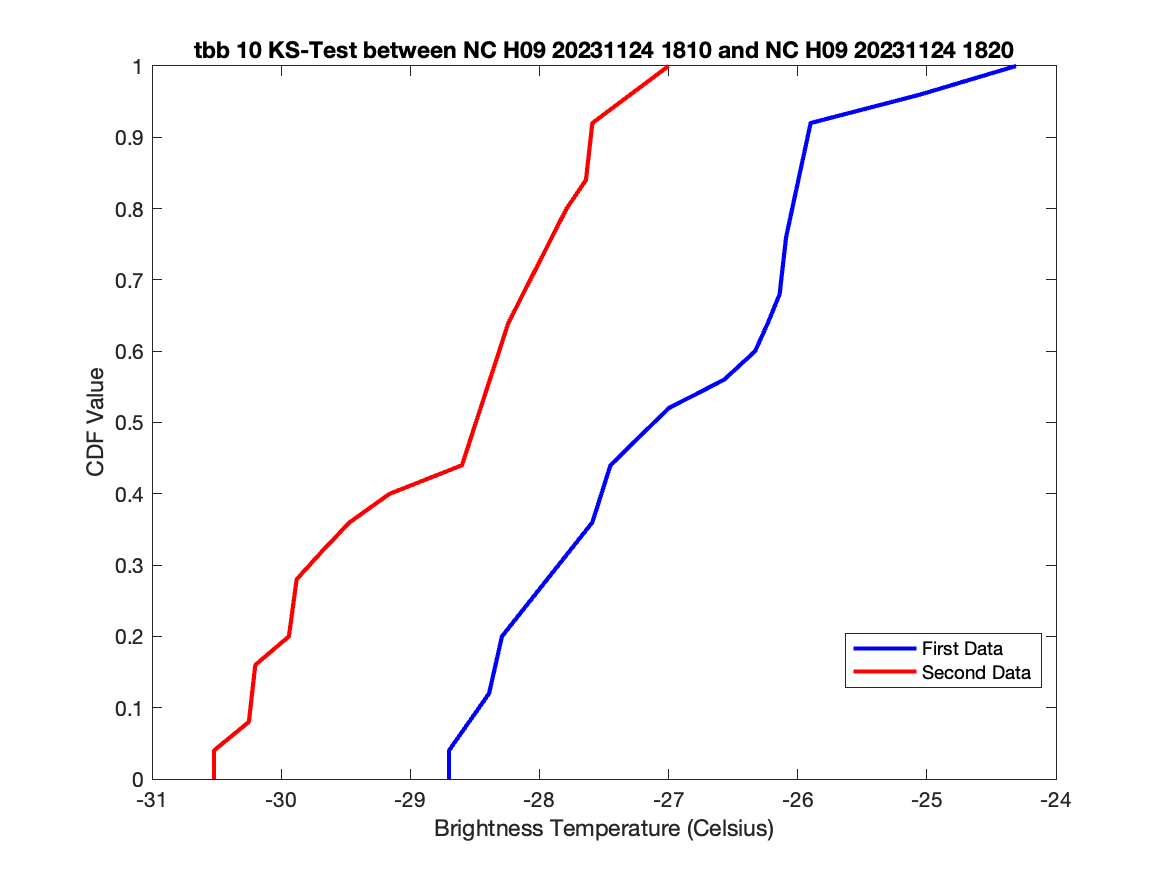 tbb 10 KS-Test between NC H09 20231124 1810 and NC H09 20231124 1820
1
0.9
0.8
0.7
0.6
0.5
0.4
0.3
0.2
0.1
0
CDF Value
First Data
Second Data
-31 -30 -29 -28 -27 -26 -25 -24
Brightness Temperature (Celsius)